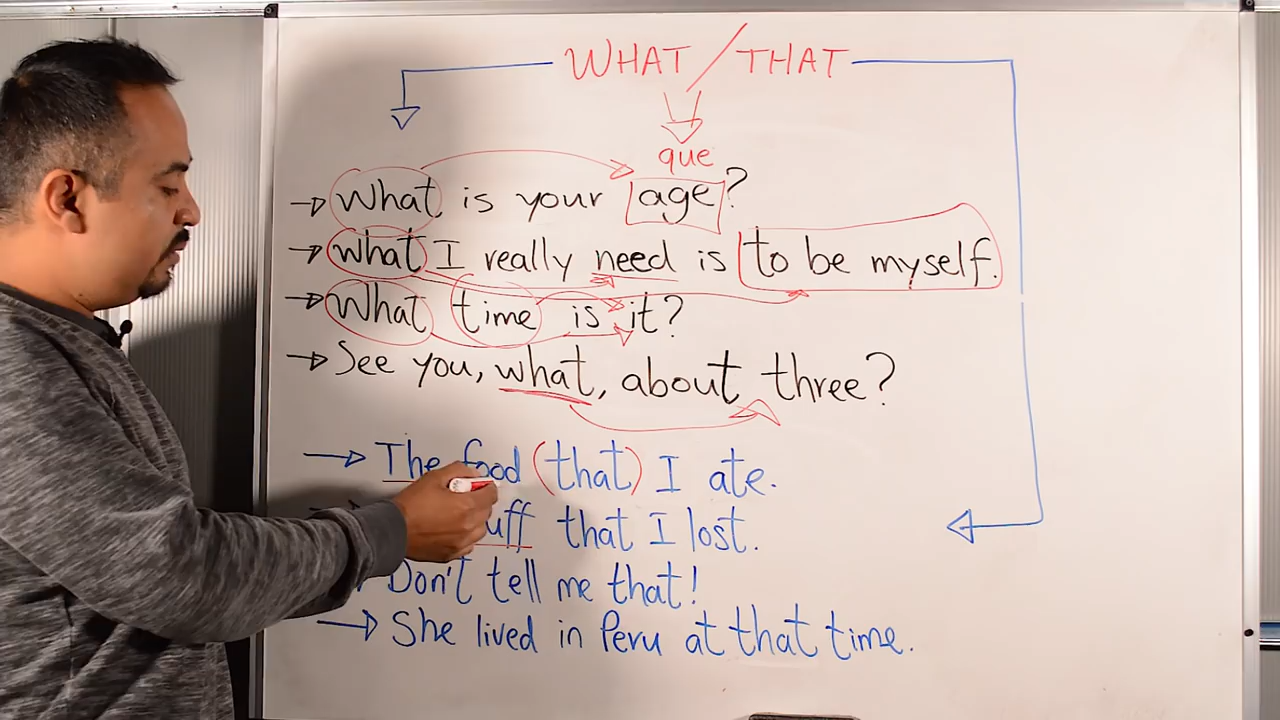 WHAT / THAT
que
→ What is your age?
→ what I really need is to be myself.
→ What time is it?
→ See you, what, about three?
→ The food (that) I ate.
that I lost.
Don't tell me that!
→ She lived in Peru at that time.